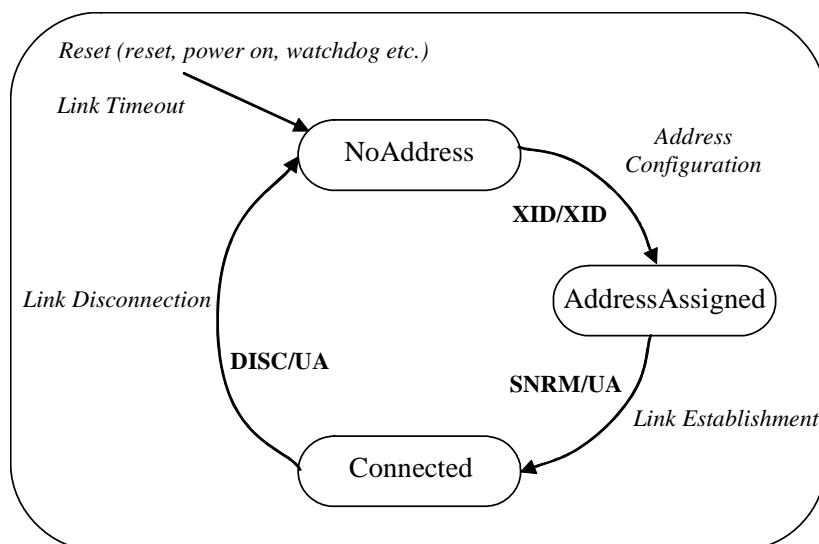 Reset (reset, power on, watchdog etc.)
Link Timeout
NoAddress
Address
Configuration
XID/XID
Link Disconnection
AddressAssigned
DISC/UA
SNRM/UA
Link Establishment
Connected